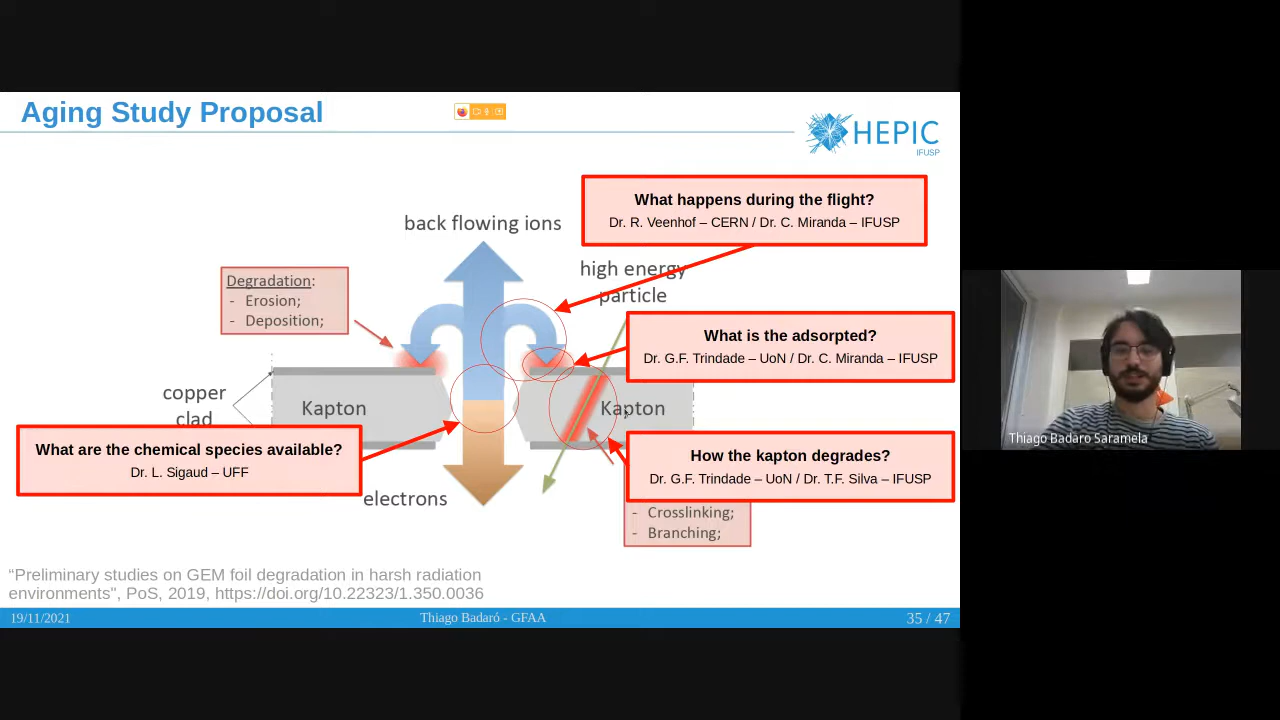 Aging Study Proposal
HEPIC
IFUSP
What happens during the flight?
Dr. R. Veenhof – CERN / Dr. C. Miranda – IFUSP
back flowing ions
high energy
particle
Degradation:
- Erosion;
- Deposition;
What is the adsorpted?
Dr. G.F. Trindade – UoN / Dr. C. Miranda – IFUSP
copper
clad
Kapton
Kapton
What are the chemical species available?
Dr. L. Sigaud – UFF
How the kapton degrades?
Dr. G.F. Trindade – UoN / Dr. T.F. Silva – IFUSP
electrons
- Crosslinking;
- Branching;
“Preliminary studies on GEM foil degradation in harsh radiation
environments", PoS, 2019, https://doi.org/10.22323/1.350.0036
19/11/2021
Thiago Badaró - GFAA
35 / 47
Thiago Badaro Saramela